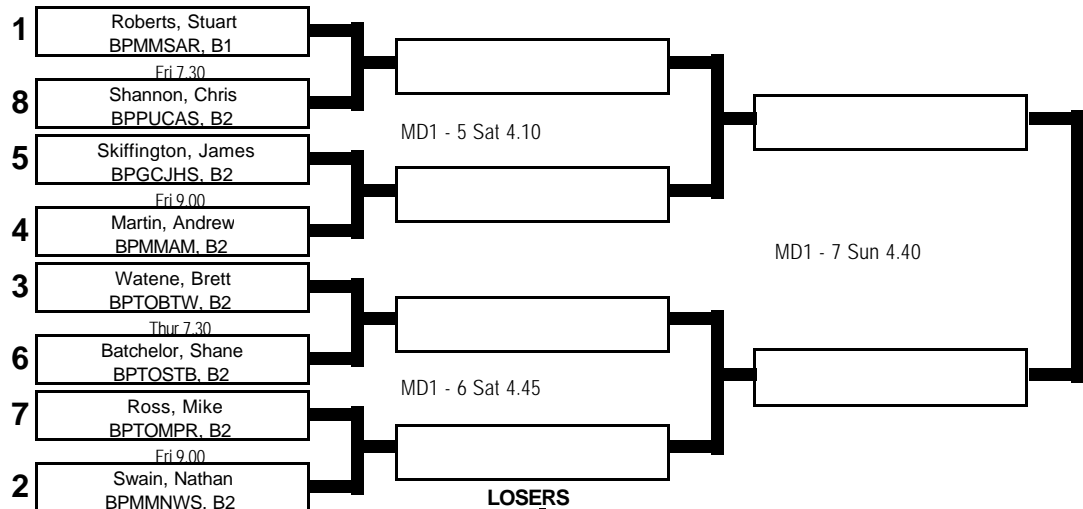 1
Roberts, Stuart
BPMMSAR, B1
Fri 7.30
8
Shannon, Chris
BPPUCAS, B2
5
Skiffington, James
BPGCJHS, B2
Fri 9.00
4
Martin, Andrew
BPMMAM, B2
3
Watene, Brett
BPTOBTW, B2
Thur 7.30
6
Batchelor, Shane
BPTOSTB, B2
7
Ross, Mike
BPTOMPR, B2
Fri 9.00
2
Swain, Nathan
BPMMNWS, B2
MD1 - 5 Sat 4.10
MD1 - 6 Sat 4.45
LOSERS
MD1 - 7 Sun 4.40